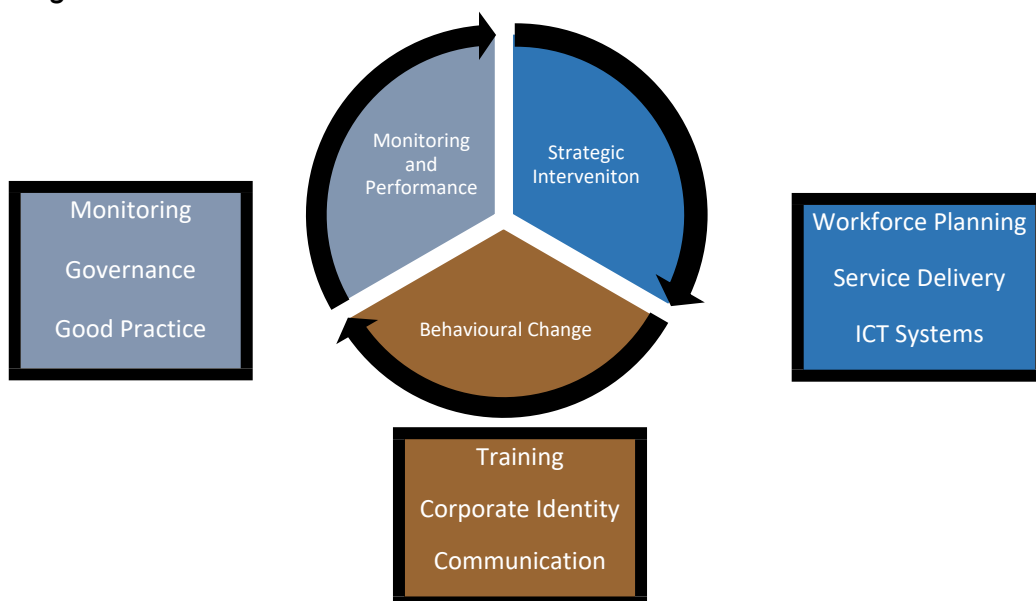 Monitoring
and
Performance
Strategic
Interveniton
Behavioural Change
Monitoring
Governance
Good Practice
Workforce Planning
Service Delivery
ICT Systems
Training
Corporate Identity
Communication